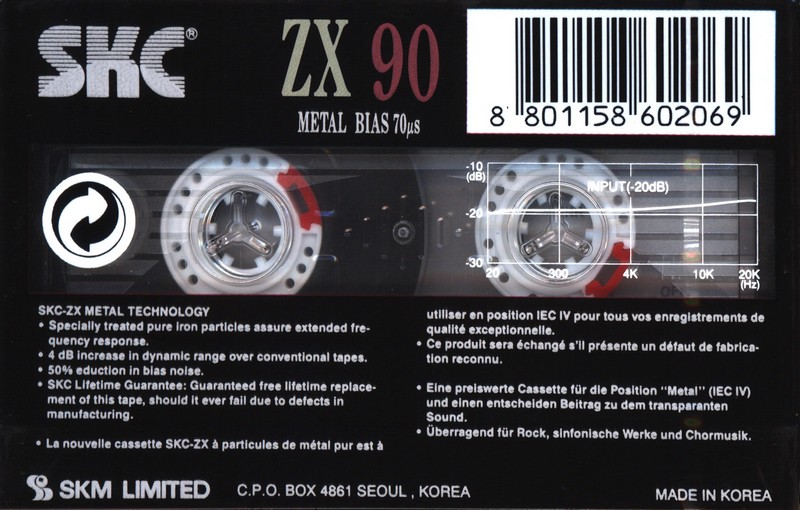 SKC®
ZX 90
METAL BIAS 70µs
8 801158 602069
-10
(dB)
INPUT(-20dB)
-20
-30
20 300 4K 10K 20K
(Hz)
SKC-ZX METAL TECHNOLOGY
• Specially treated pure iron particles assure extended fre-
quency response.
• 4 dB increase in dynamic range over conventional tapes.
• 50% eduction in bias noise.
• SKC Lifetime Guarantee: Guaranteed free lifetime replace-
ment of this tape, should it ever fail due to defects in
manufacturing.
• La nouvelle cassette SKC-ZX à particules de métal pur est à
utiliser en position IEC IV pour tous vos enregistrements de
qualité exceptionnelle.
• Ce produit sera échangé s'il présente un défaut de fabrica-
tion reconnu.
• Eine preiswerte Cassette für die Position "Metal" (IEC IV)
und einen entscheiden Beitrag zu dem transparanten
Sound.
• Überragend für Rock, sinfonische Werke und Chormusik.
SKM LIMITED C.P.O. BOX 4861 SEOUL , KOREA
MADE IN KOREA